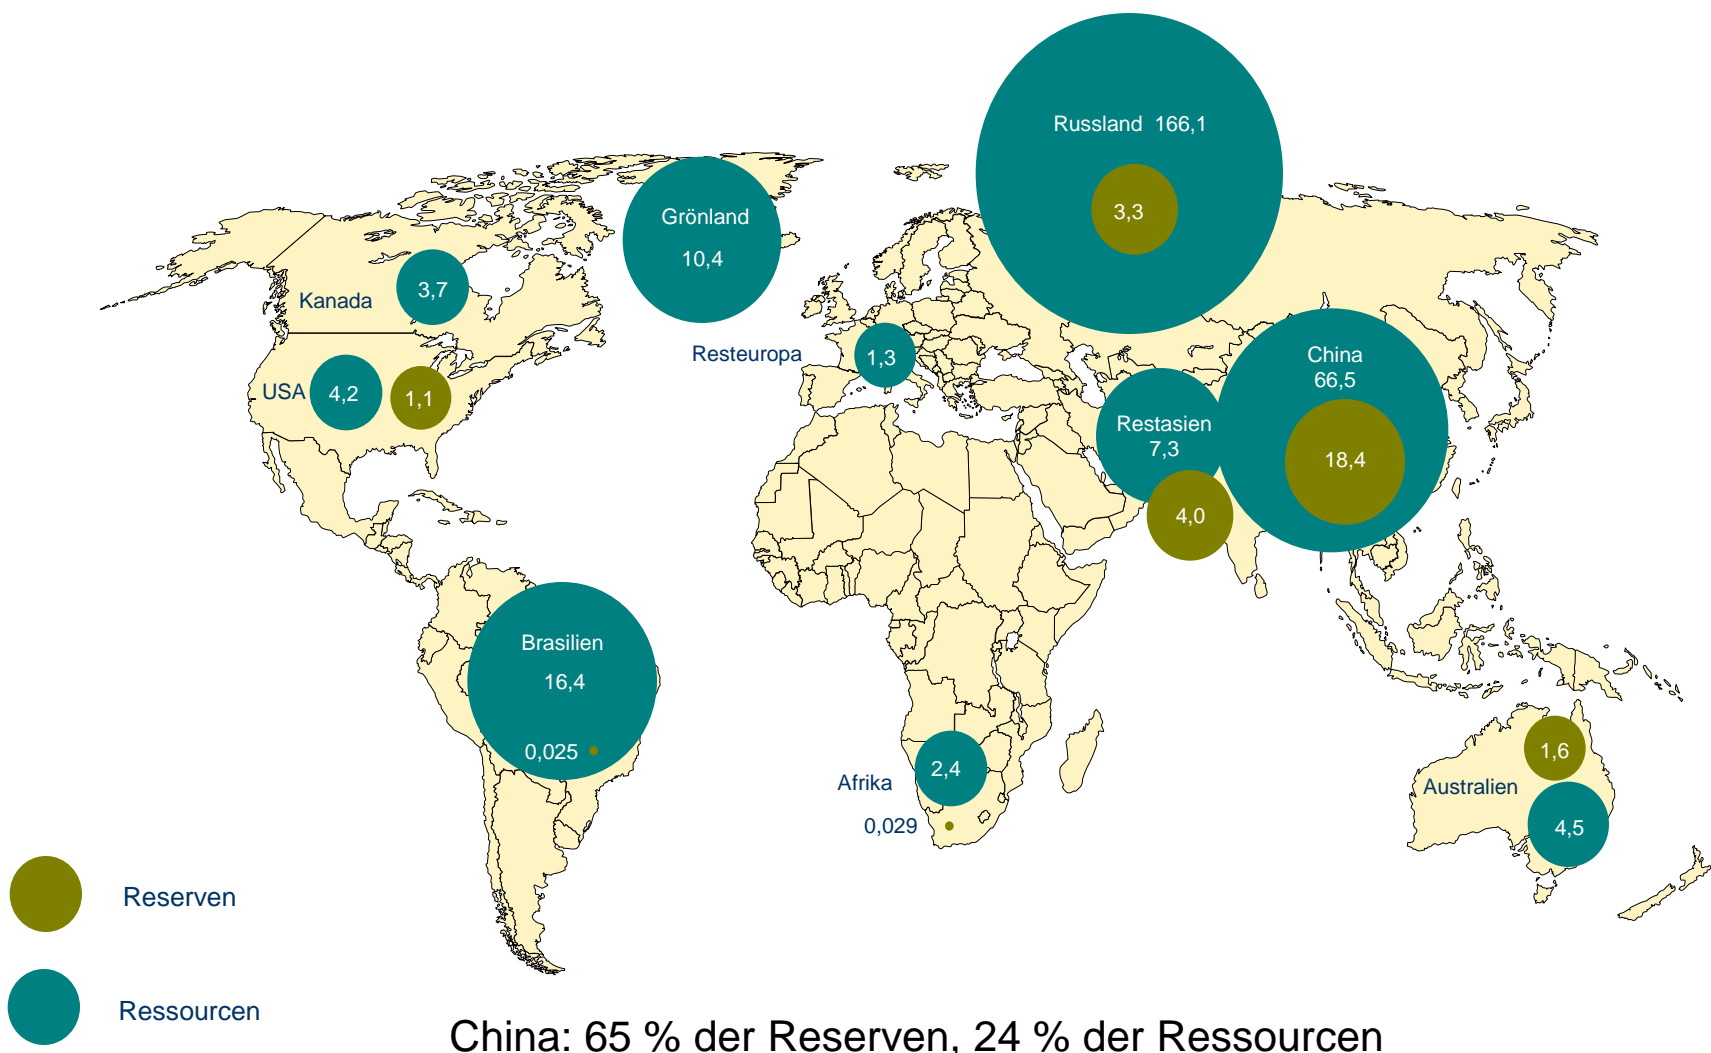 Russland 166,1
3,3
Grönland
10,4
Kanada
3,7
Resteuropa
1,3
China
66,5
18,4
USA
4,2
1,1
Restasien
7,3
4,0
Brasilien
16,4
0,025
Afrika
2,4
0,029
1,6
Australien
4,5
Reserven
Ressourcen
China: 65 % der Reserven, 24 % der Ressourcen